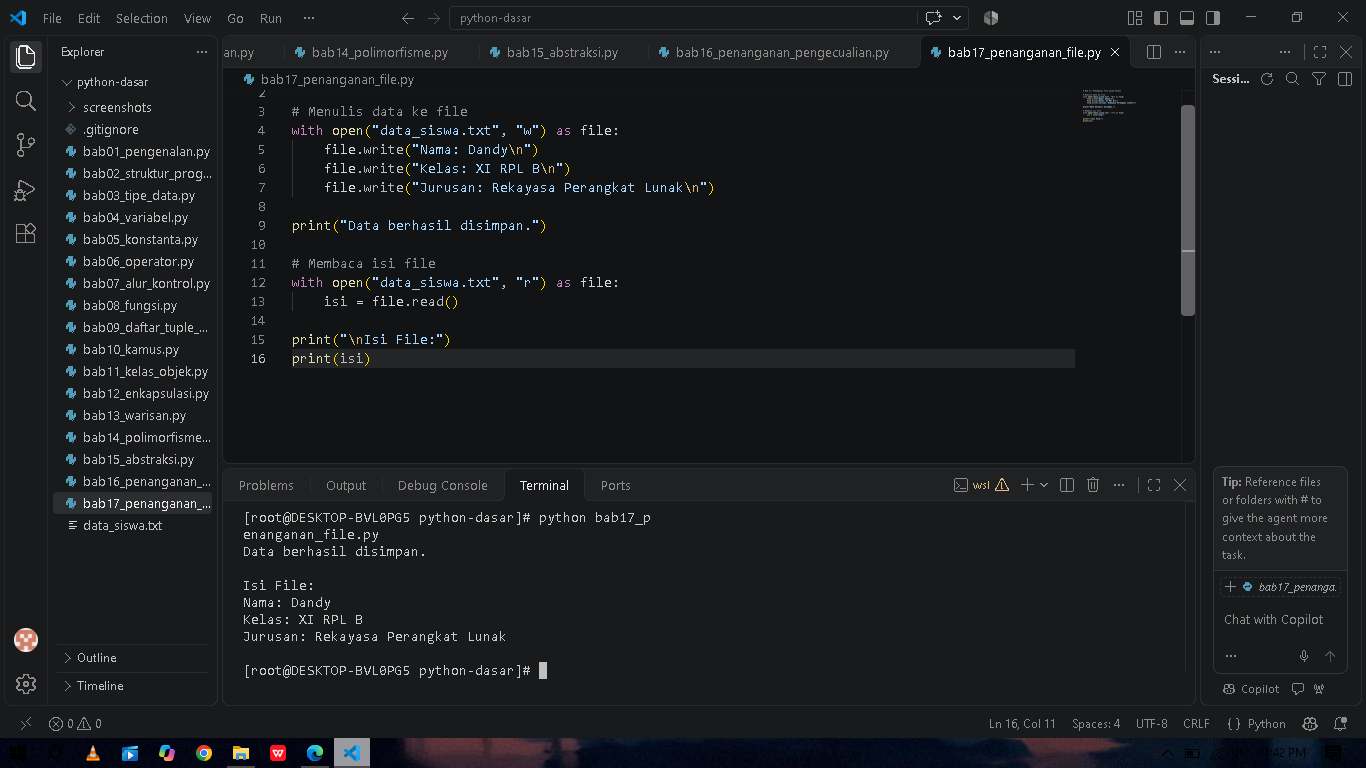 File Edit Selection View Go Run ···
python-dasar
Explorer ···
python-dasar
screenshots
.gitignore
bab01_pengenalan.py
bab02_struktur_prog...
bab03_tipe_data.py
bab04_variabel.py
bab05_konstanta.py
bab06_operator.py
bab07_alur_kontrol.py
bab08_fungsi.py
bab09_daftar_tuple_...
bab10_kamus.py
bab11_kelas_objek.py
bab12_enkapsulasi.py
bab13_warisan.py
bab14_polimorfisme...
bab15_abstraksi.py
bab16_penanganan_...
bab17_penanganan_...
data_siswa.txt
Outline
Timeline
an.py bab14_polimorfisme.py bab15_abstraksi.py bab16_penanganan_pengecualian.py bab17_penanganan_file.py
bab17_penanganan_file.py
2
3 # Menulis data ke file
4 with open("data_siswa.txt", "w") as file:
5 file.write("Nama: Dandy\n")
6 file.write("Kelas: XI RPL B\n")
7 file.write("Jurusan: Rekayasa Perangkat Lunak\n")
8
9 print("Data berhasil disimpan.")
10
11 # Membaca isi file
12 with open("data_siswa.txt", "r") as file:
13 isi = file.read()
14
15 print("\nIsi File:")
16 print(isi)
Problems Output Debug Console Terminal Ports
wsl
[root@DESKTOP-BVL0PG5 python-dasar]# python bab17_p
enanganan_file.py
Data berhasil disimpan.
Isi File:
Nama: Dandy
Kelas: XI RPL B
Jurusan: Rekayasa Perangkat Lunak
[root@DESKTOP-BVL0PG5 python-dasar]#
Sessi...
Tip: Reference files
or folders with # to
give the agent more
context about the
task.
bab17_penanga.
Chat with Copilot
Copilot
0 0
Ln 16, Col 11 Spaces: 4 UTF-8 CRLF {} Python